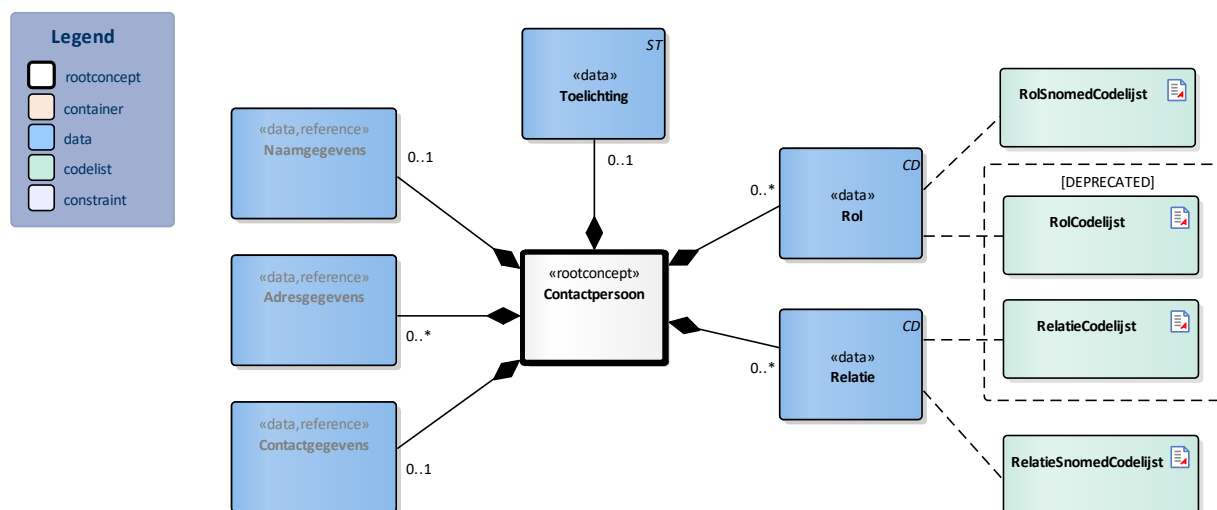 Legend
rootconcept
container
data
codelist
constraint
ST
«data»
Toelichting
0..1
«data,reference»
Naamgegevens
0..1
«data,reference»
Adresgegevens
0..*
«data,reference»
Contactgegevens
0..1
«rootconcept»
Contactpersoon
CD
«data»
Rol
0..*
CD
«data»
Relatie
0..*
RolSnomedCodelijst
[DEPRECATED]
RolCodelijst
RelatieCodelijst
RelatieSnomedCodelijst